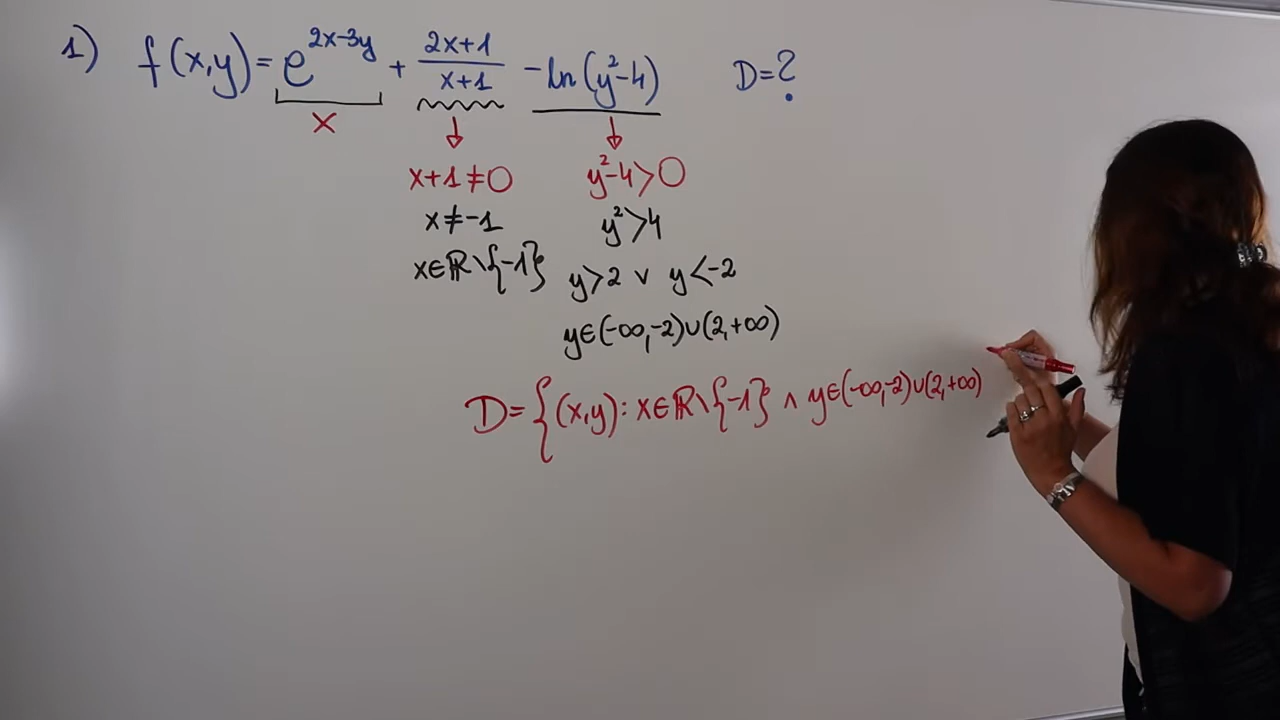 1) f(x,y)=e^{2x-3y} + \frac{2x+1}{x+1} -ln(y²-4) D=?
x
x+1≠0 y²-4>0
x≠-1 y²>4
x∈ℝ\{-1} y>2 ∨ y<-2
y∈(-∞,-2)∪(2,+∞)
D={(x,y): x∈ℝ\{-1} ∧ y∈(-∞,-2)∪(2,+∞)